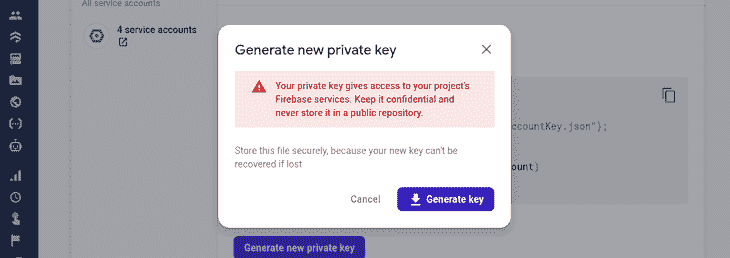 All service accounts
4 service accounts
Generate new private key
Your private key gives access to your project's
Firebase services. Keep it confidential and
never store it in a public repository.
ccountKey.json");
Store this file securely, because your new key can't be
recovered if lost
ount)
Cancel
Generate key
Generate new private key